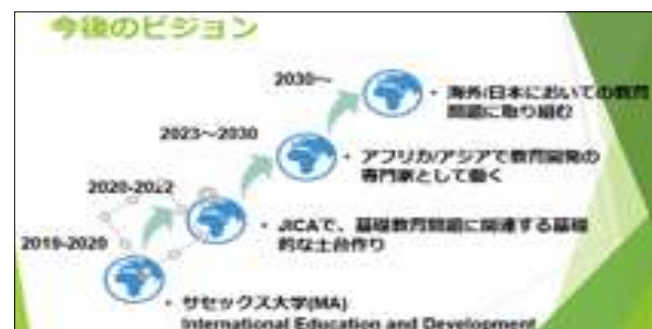 今後のビジョン
2030～
・海外/日本においての教育
問題に取り組む
2023～2030
・アフリカ/アジアで教育開発の
専門家として働く
2020-2022
・JICAで、基礎教育問題に関連する基礎
的な土台作り
2019-2020
・サセックス大学(MA)
International Education and Development